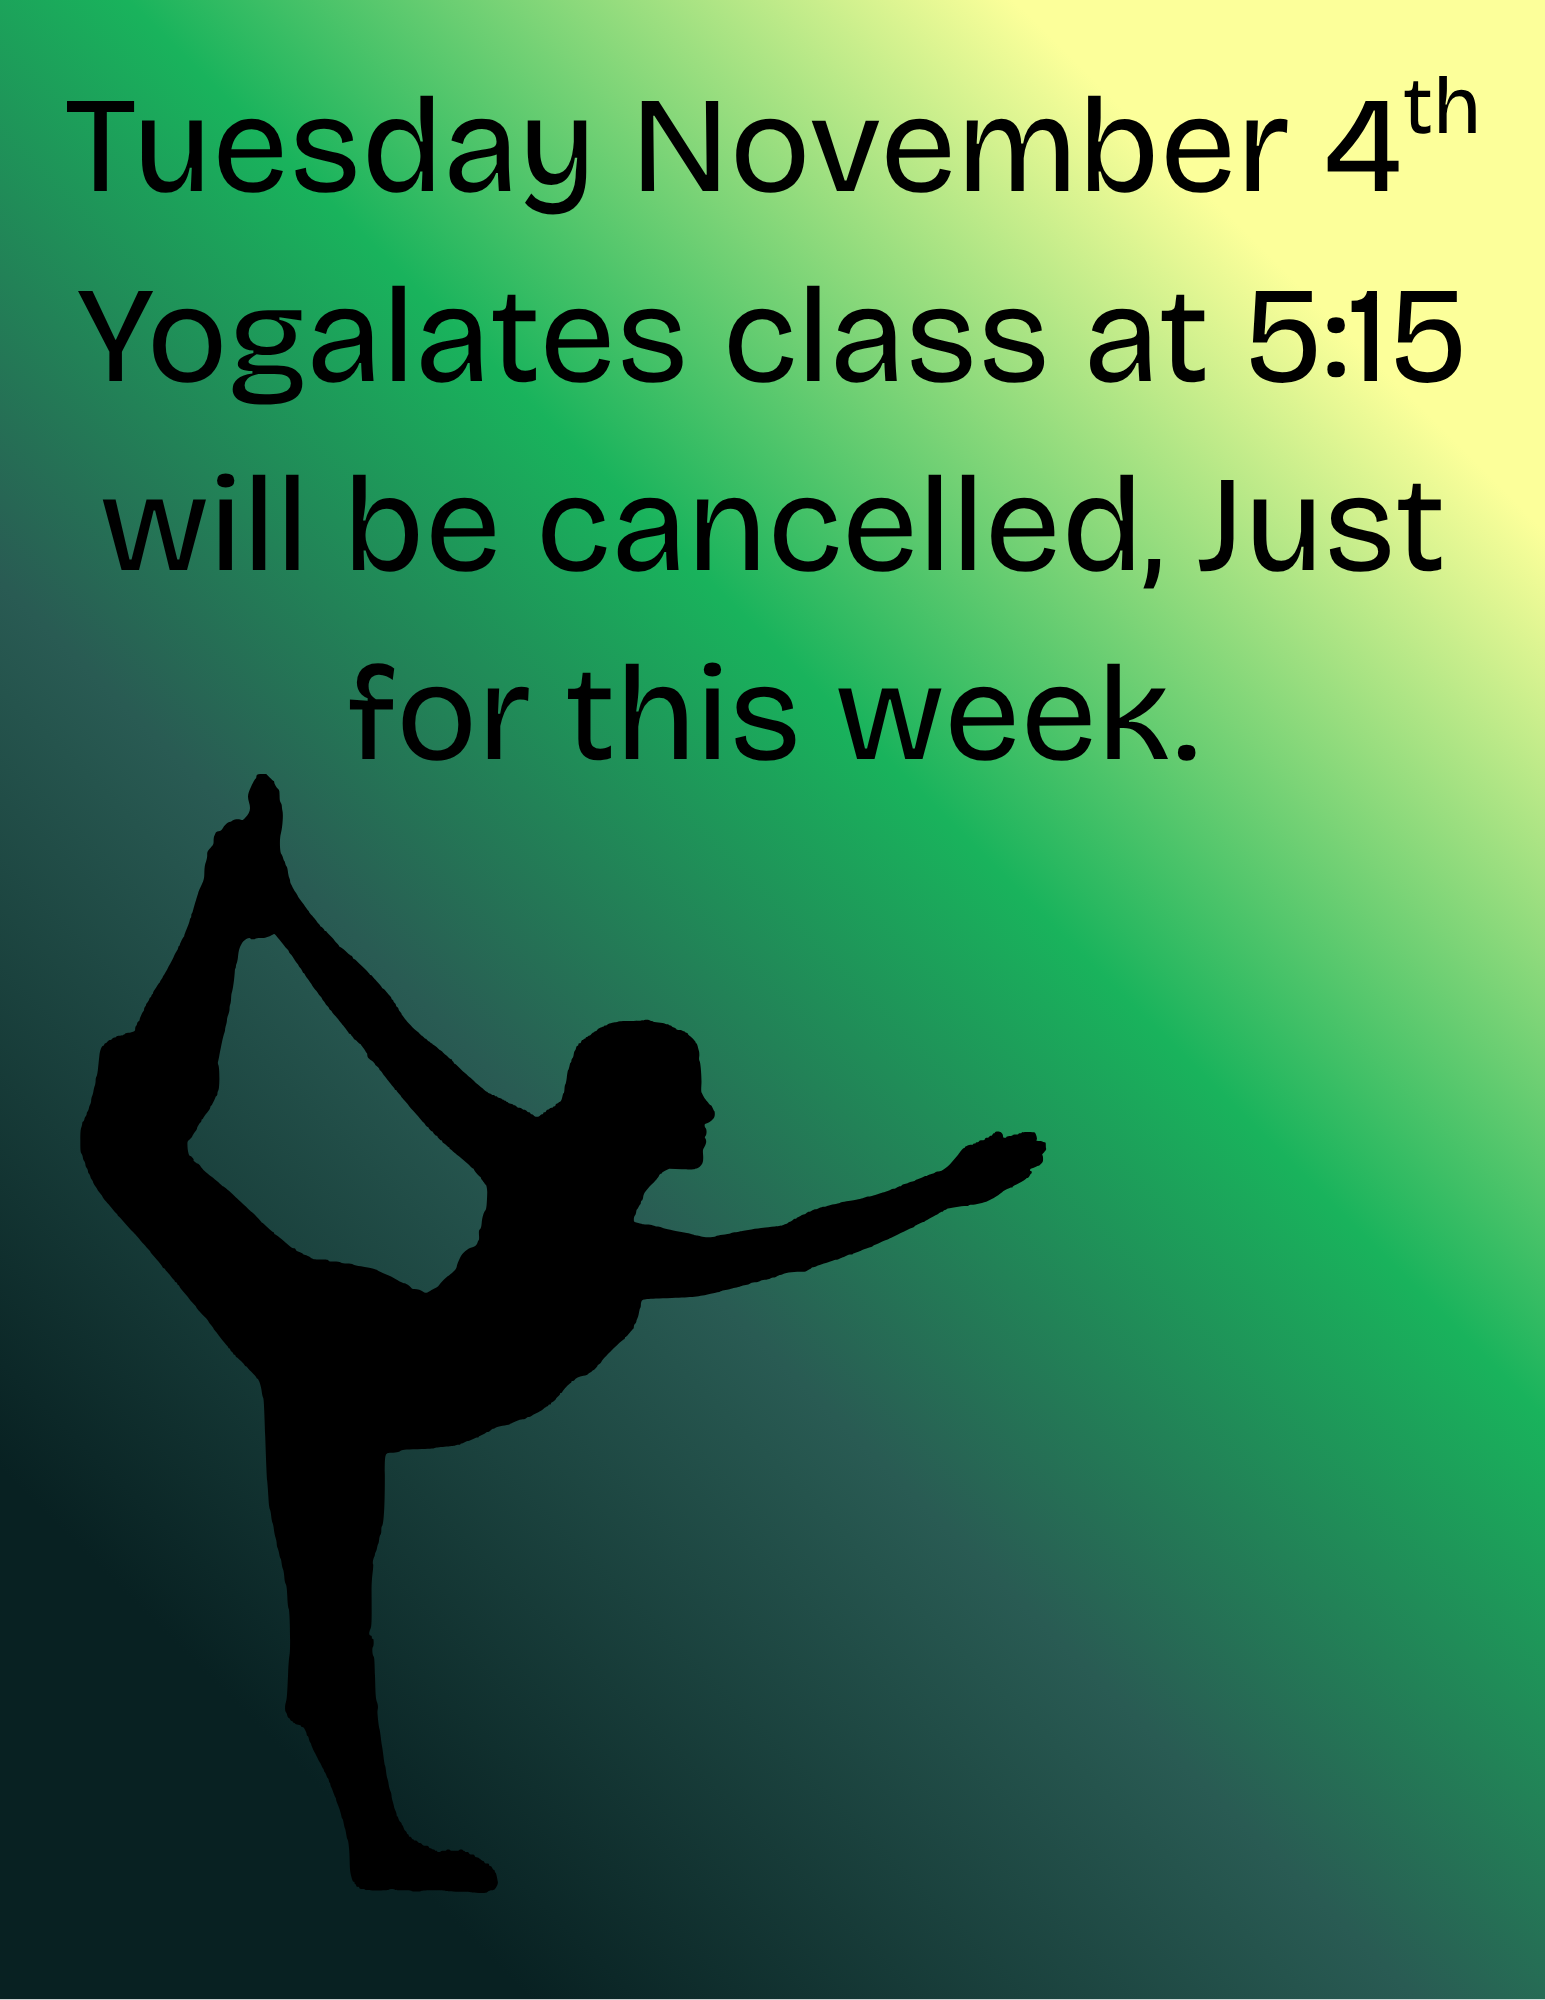 Tuesday November 4th
Yogalates class at 5:15
will be cancelled, Just
for this week.